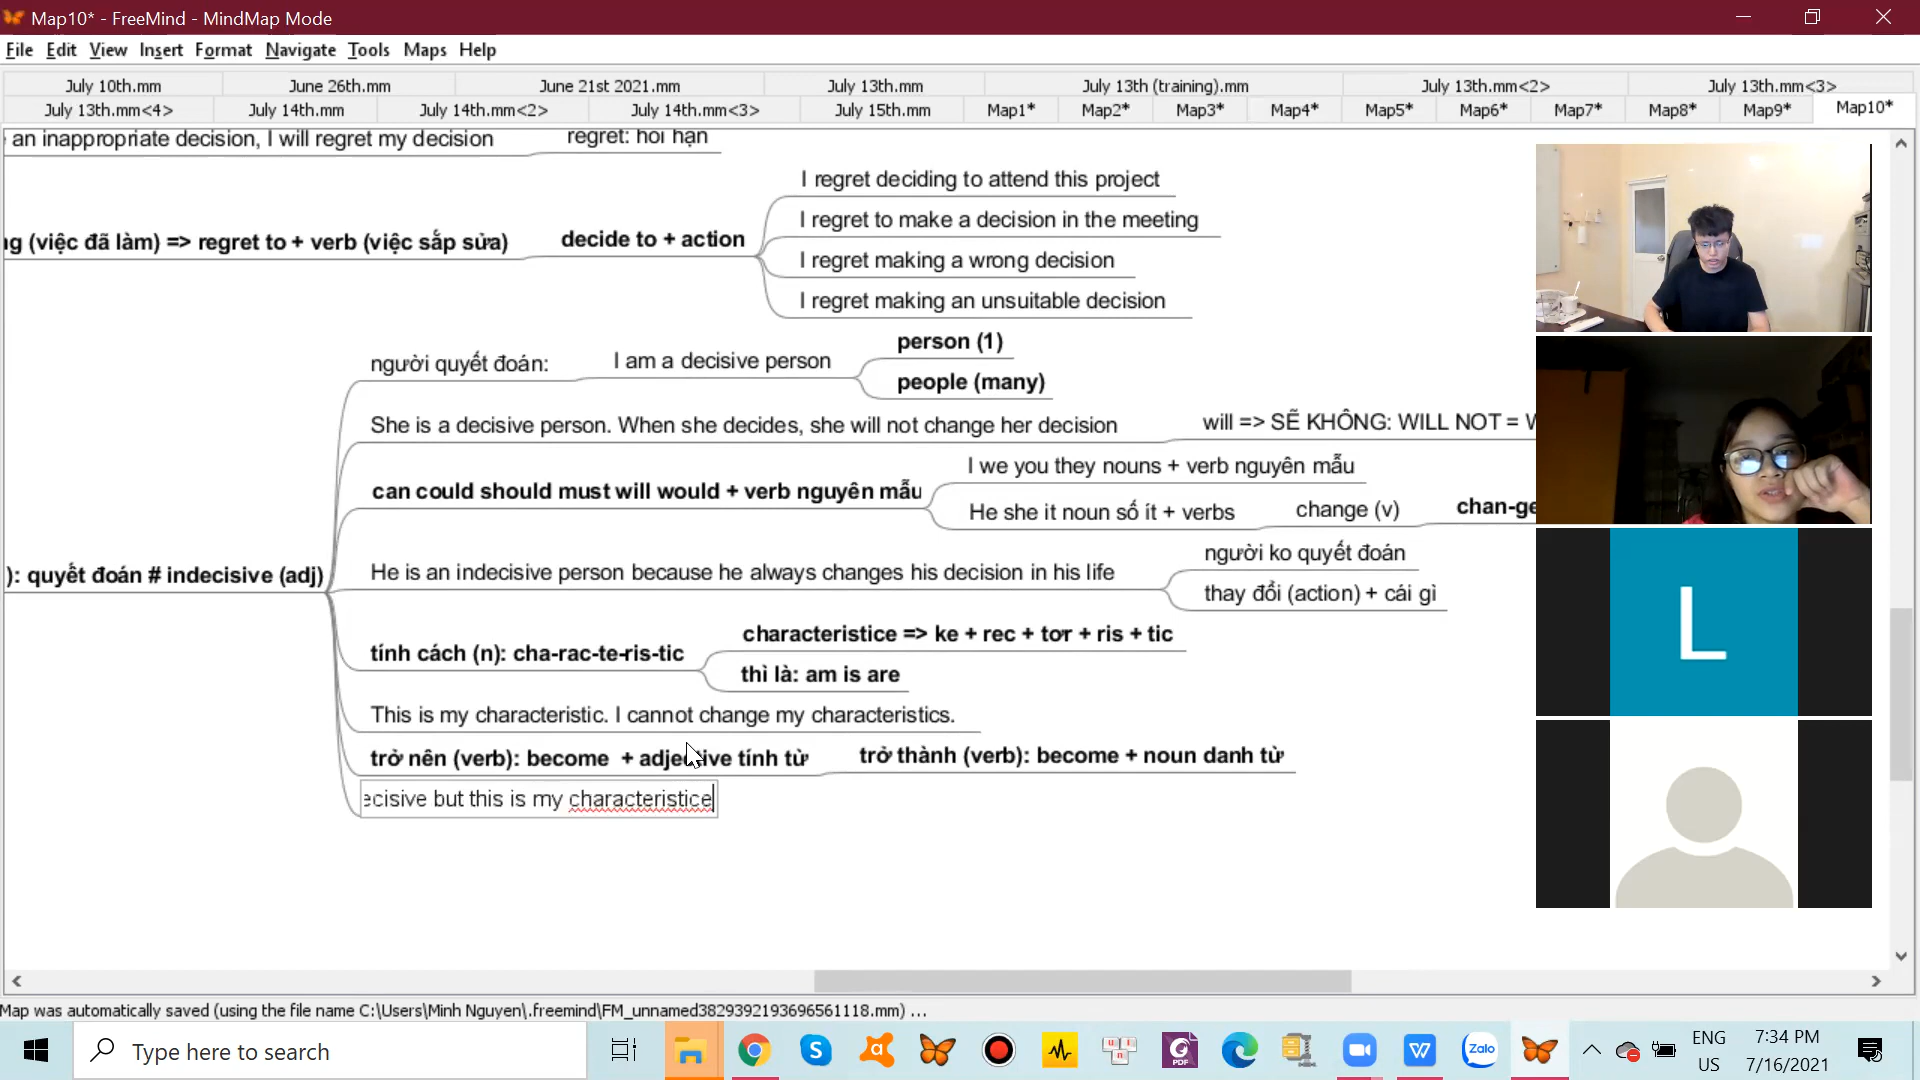 Map10* - FreeMind - MindMap Mode
File Edit View Insert Format Navigate Tools Maps Help
July 10th.mm June 26th.mm June 21st 2021.mm July 13th.mm July 13th (training).mm July 13th.mm<2> July 13th.mm<3>
July 13th.mm<4> July 14th.mm July 14th.mm<2> July 14th.mm<3> July 15th.mm Map1* Map2* Map3* Map4* Map5* Map6* Map7* Map8* Map9* Map10*
an inappropriate decision, I will regret my decision
regret: hối hận
(việc đã làm) => regret to + verb (việc sắp sửa)
decide to + action
I regret deciding to attend this project
I regret to make a decision in the meeting
I regret making a wrong decision
I regret making an unsuitable decision
người quyết đoán:
I am a decisive person
person (1)
people (many)
She is a decisive person. When she decides, she will not change her decision
will => SẼ KHÔNG: WILL NOT =
can could should must will would + verb nguyên mẫu
I we you they nouns + verb nguyên mẫu
He she it noun số ít + verbs
change (v)
chan-ge
): quyết đoán # indecisive (adj)
He is an indecisive person because he always changes his decision in his life
người ko quyết đoán
thay đổi (action) + cái gì
tính cách (n): cha-rac-te-ris-tic
characteristice => ke + rec + tơr + ris + tic
thì là: am is are
This is my characteristic. I cannot change my characteristics.
trở nên (verb): become + adjective tính từ
trở thành (verb): become + noun danh từ
ecisive but this is my characteristice
L
Map was automatically saved (using the file name C:\Users\Minh Nguyen\.freemind\FM_unnamed3829392193696561118.mm) ...
Type here to search
Zalo
PDF
ENG
US
7:34 PM
7/16/2021